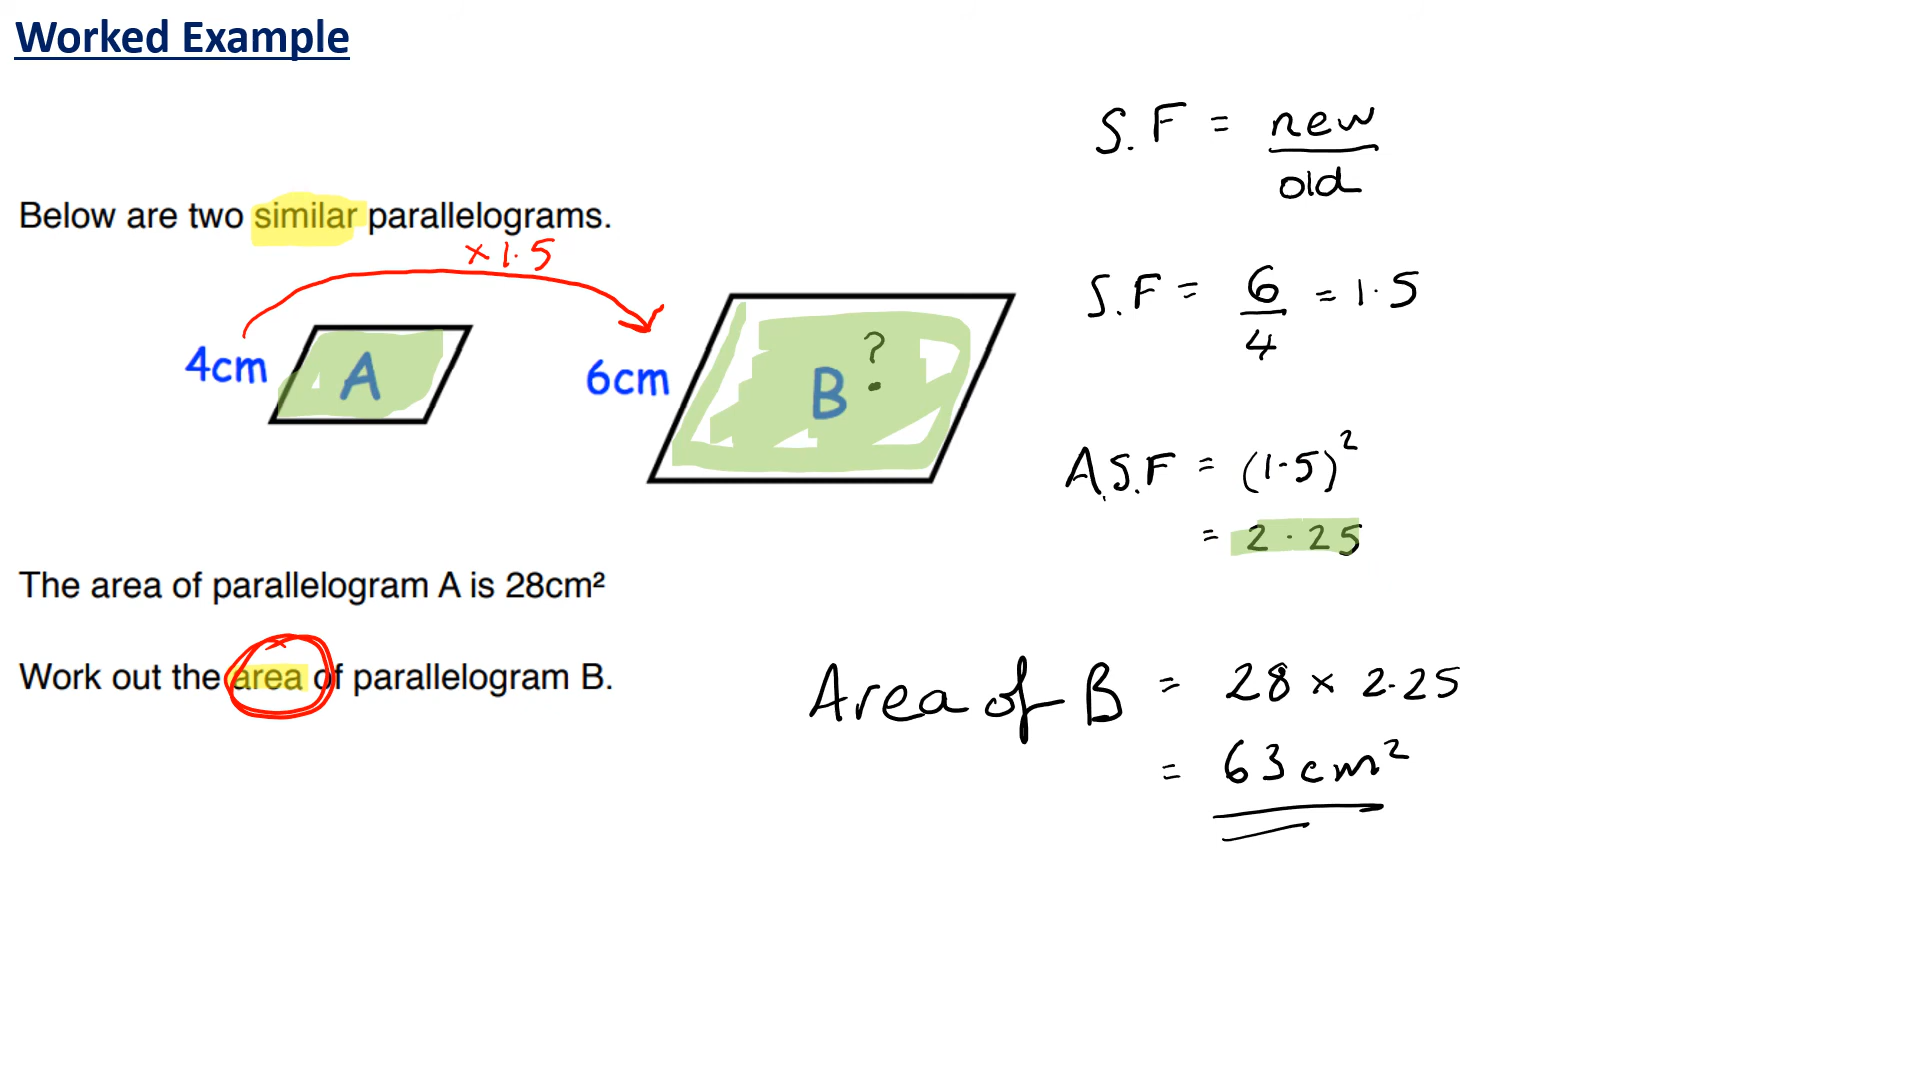 Worked Example
Below are two similar parallelograms.
× 1.5
4cm
A
6cm
B
?
The area of parallelogram A is 28cm²
Work out the area of parallelogram B.
S.F = new
old
S.F = 6 = 1.5
4
A.S.F = (1.5)²
= 2.25
Area of B = 28 × 2.25
= 63cm²